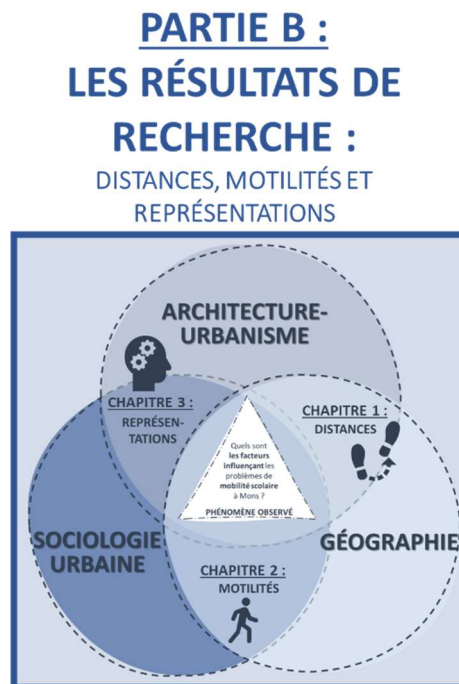 PARTIE B :
LES RÉSULTATS DE
RECHERCHE :
DISTANCES, MOTILITÉS ET
REPRÉSENTATIONS
ARCHITECTURE-
URBANISME
CHAPITRE 3 :
REPRÉSEN-
TATIONS
CHAPITRE 1 :
DISTANCES
Quels sont
les facteurs
influençant les
problèmes de
mobilité scolaire
à Mons ?
PHÉNOMÈNE OBSERVÉ
SOCIOLOGIE
URBAINE
GÉOGRAPHIE
CHAPITRE 2 :
MOTILITÉS